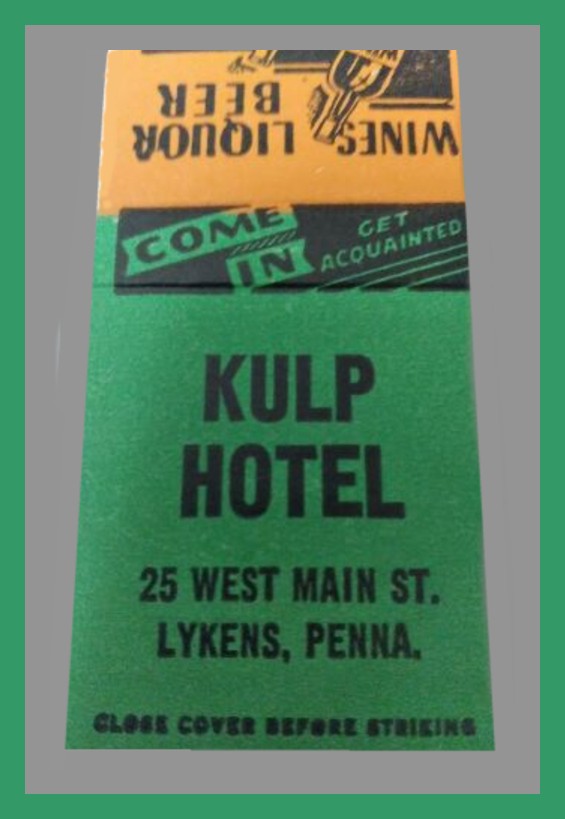 WINES LIQUOR
BEER
COME
IN
GET
ACQUAINTED
KULP
HOTEL
25 WEST MAIN ST.
LYKENS, PENNA.
CLOSE COVER BEFORE STRIKING